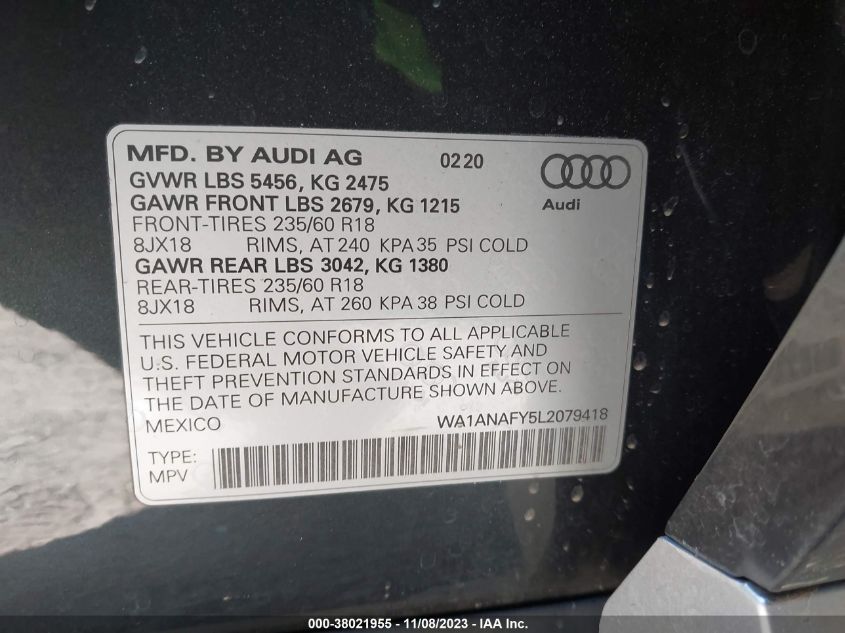 MFD. BY AUDI AG 0220
GVWR LBS 5456, KG 2475
GAWR FRONT LBS 2679, KG 1215
Audi
FRONT-TIRES 235/60 R18
8JX18 RIMS, AT 240 KPA 35 PSI COLD
GAWR REAR LBS 3042, KG 1380
REAR-TIRES 235/60 R18
8JX18 RIMS, AT 260 KPA 38 PSI COLD
THIS VEHICLE CONFORMS TO ALL APPLICABLE
U.S. FEDERAL MOTOR VEHICLE SAFETY AND
THEFT PREVENTION STANDARDS IN EFFECT ON
THE DATE OF MANUFACTURE SHOWN ABOVE.
MEXICO WA1ANAFY5L2079418
TYPE:
MPV
000-38021955 - 11/08/2023 - IAA Inc.